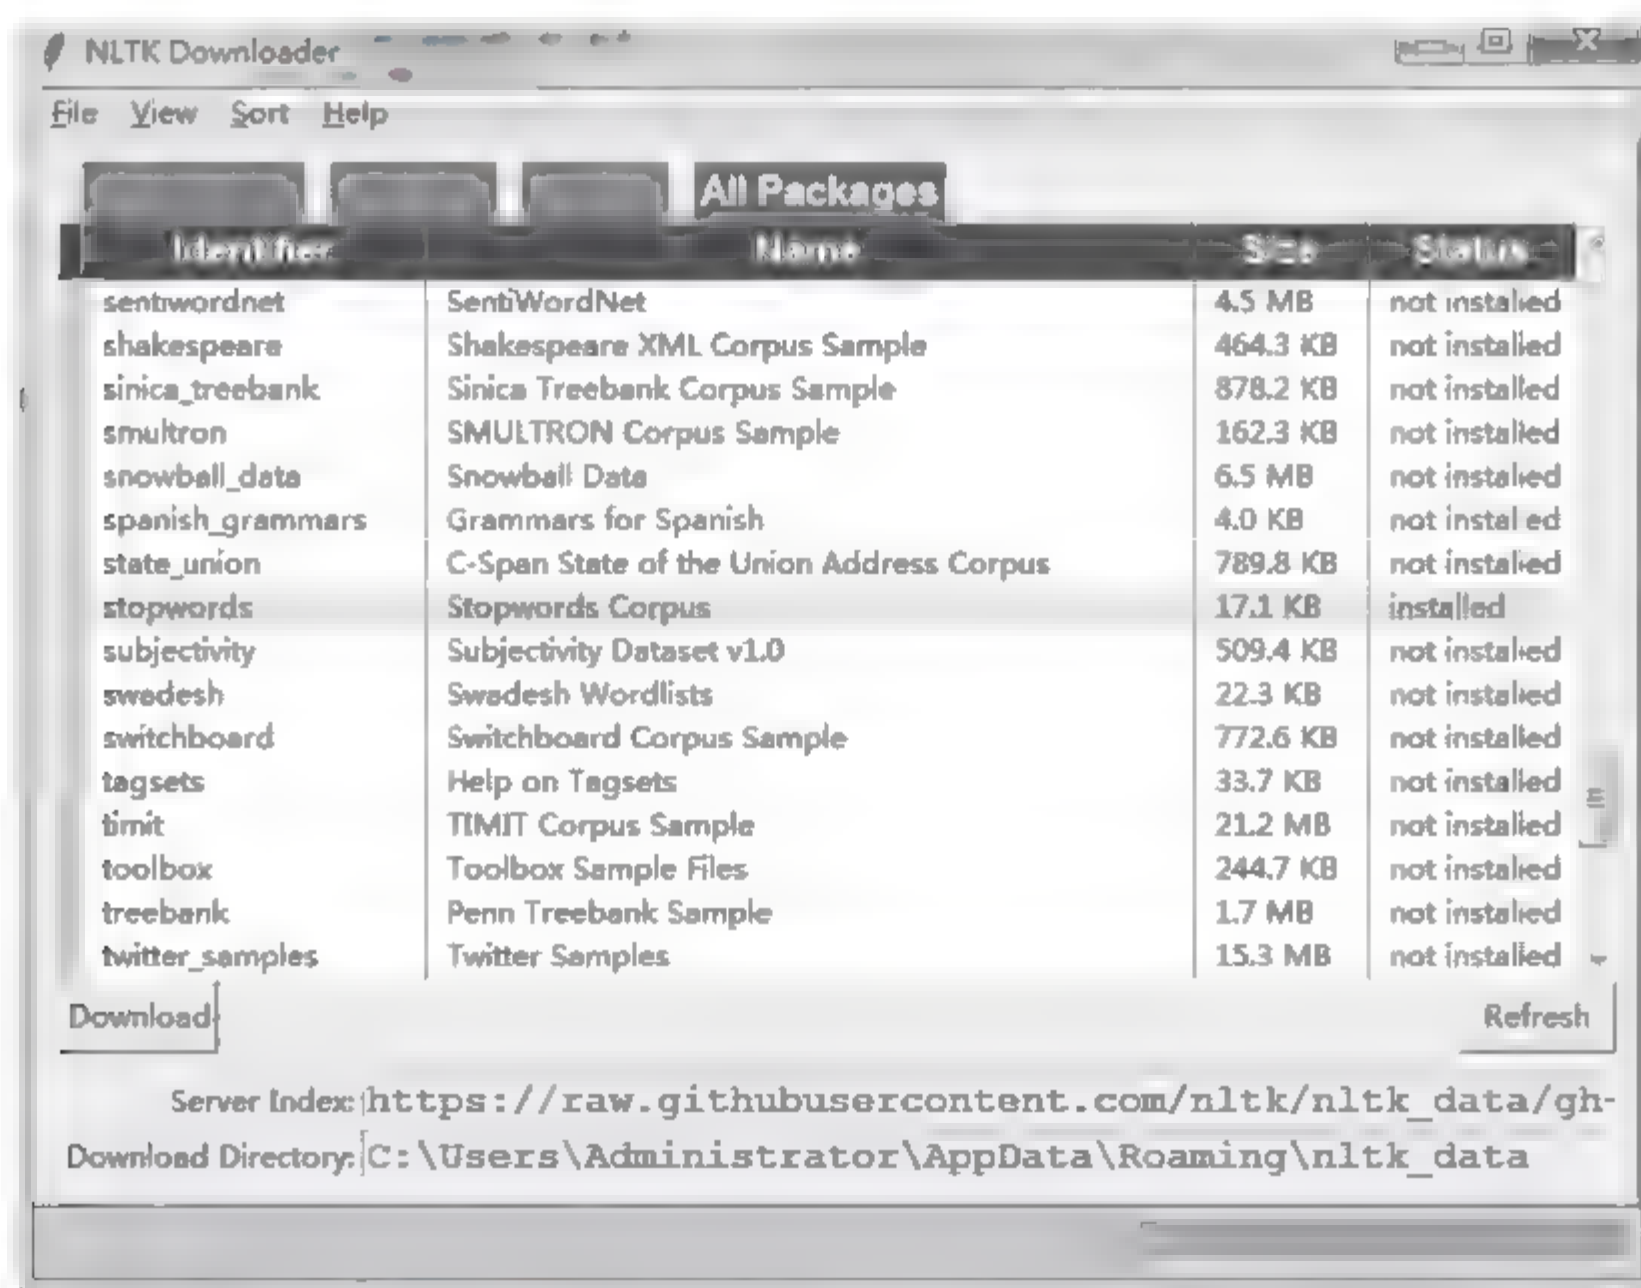 NLTK Downloader
File View Sort Help
All Packages
Identifier Name Size Status
sentiwordnet SentiWordNet 4.5 MB not installed
shakespeare Shakespeare XML Corpus Sample 464.3 KB not installed
sinica_treebank Sinica Treebank Corpus Sample 878.2 KB not installed
smultron SMULTRON Corpus Sample 162.3 KB not installed
snowball_data Snowball Data 6.5 MB not installed
spanish_grammars Grammars for Spanish 4.0 KB not installed
state_union C-Span State of the Union Address Corpus 789.8 KB not installed
stopwords Stopwords Corpus 17.1 KB installed
subjectivity Subjectivity Dataset v1.0 509.4 KB not installed
swadesh Swadesh Wordlists 22.3 KB not installed
switchboard Switchboard Corpus Sample 772.6 KB not installed
tagsets Help on Tagsets 33.7 KB not installed
timit TIMIT Corpus Sample 21.2 MB not installed
toolbox Toolbox Sample Files 244.7 KB not installed
treebank Penn Treebank Sample 1.7 MB not installed
twitter_samples Twitter Samples 15.3 MB not installed
Download Refresh
Server Index: https://raw.githubusercontent.com/nltk/nltk_data/gh-
Download Directory: C:\Users\Administrator\AppData\Roaming\nltk_data